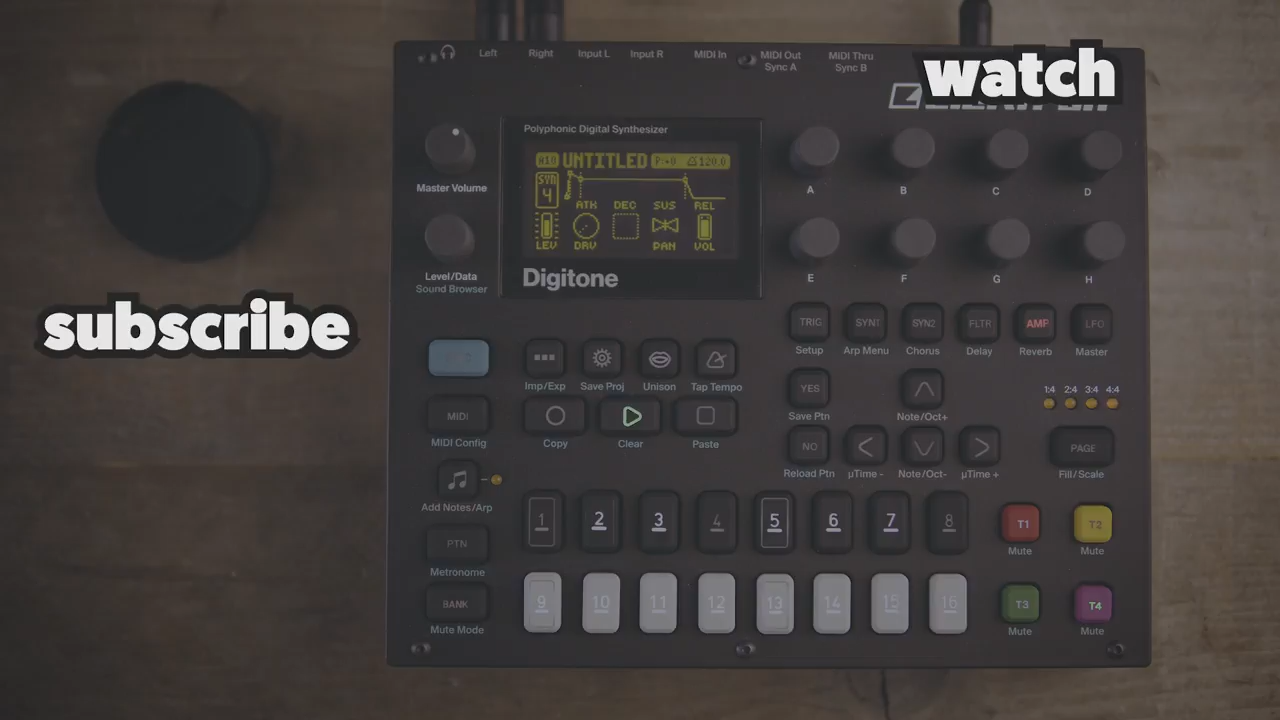 Left Right Input L Input R MIDI In MIDI Out MIDI Thru
Sync A Sync B
watch
Polyphonic Digital Synthesizer
A10 UNTITLED P:+0 120.0
SYN
4
ATK DEC SUS REL
LEV DRV PAN VOL
Digitone
Master Volume
Level/Data
Sound Browser
A B C D
E F G H
subscribe
TRIG SYN1 SYN2 FLTR AMP LFO
Setup Arp Menu Chorus Delay Reverb Master
Imp/Exp Save Proj Unison Tap Tempo
YES
Save Ptn Note/Oct+
1:4 2:4 3:4 4:4
MIDI
MIDI Config
Copy Clear Paste
NO PAGE
Reload Ptn µTime - Note/Oct- µTime + Fill/Scale
Add Notes/Arp
1 2 3 4 5 6 7 8
T1 T2
Mute Mute
PTN
Metronome
BANK
Mute Mode
9 10 11 12 13 14 15 16
T3 T4
Mute Mute